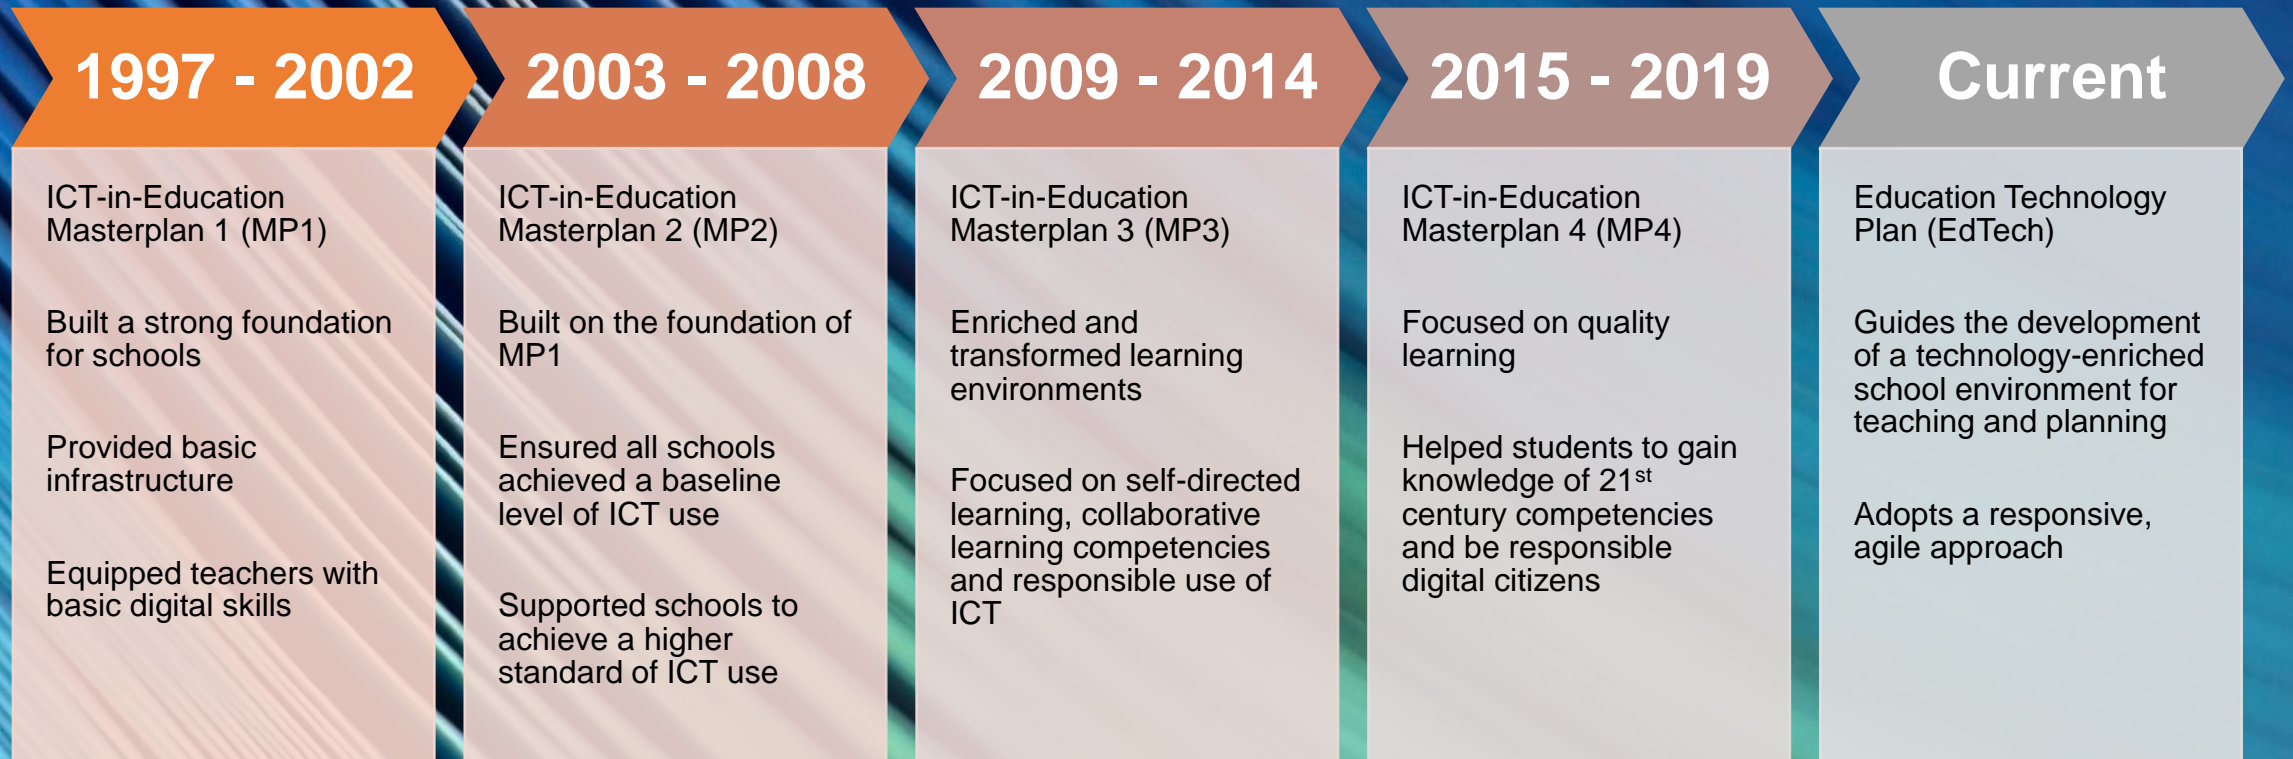 1997 - 2002
ICT-in-Education
Masterplan 1 (MP1)
Built a strong foundation
for schools
Provided basic
infrastructure
Equipped teachers with
basic digital skills
2003 - 2008
ICT-in-Education
Masterplan 2 (MP2)
Built on the foundation of
MP1
Ensured all schools
achieved a baseline
level of ICT use
Supported schools to
achieve a higher
standard of ICT use
2009 - 2014
ICT-in-Education
Masterplan 3 (MP3)
Enriched and
transformed learning
environments
Focused on self-directed
learning, collaborative
learning competencies
and responsible use of
ICT
2015 - 2019
ICT-in-Education
Masterplan 4 (MP4)
Focused on quality
learning
Helped students to gain
knowledge of 21st
century competencies
and be responsible
digital citizens
Current
Education Technology
Plan (EdTech)
Guides the development
of a technology-enriched
school environment for
teaching and planning
Adopts a responsive,
agile approach